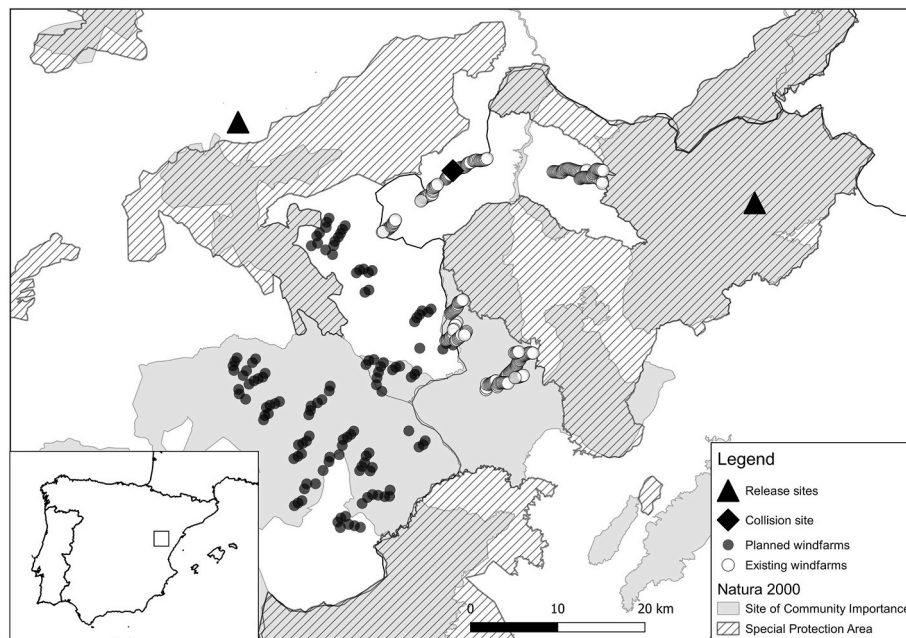 Legend
Release sites
Collision site
Planned windfarms
Existing windfarms
Natura 2000
Site of Community Importance
Special Protection Area
0 10 20 km